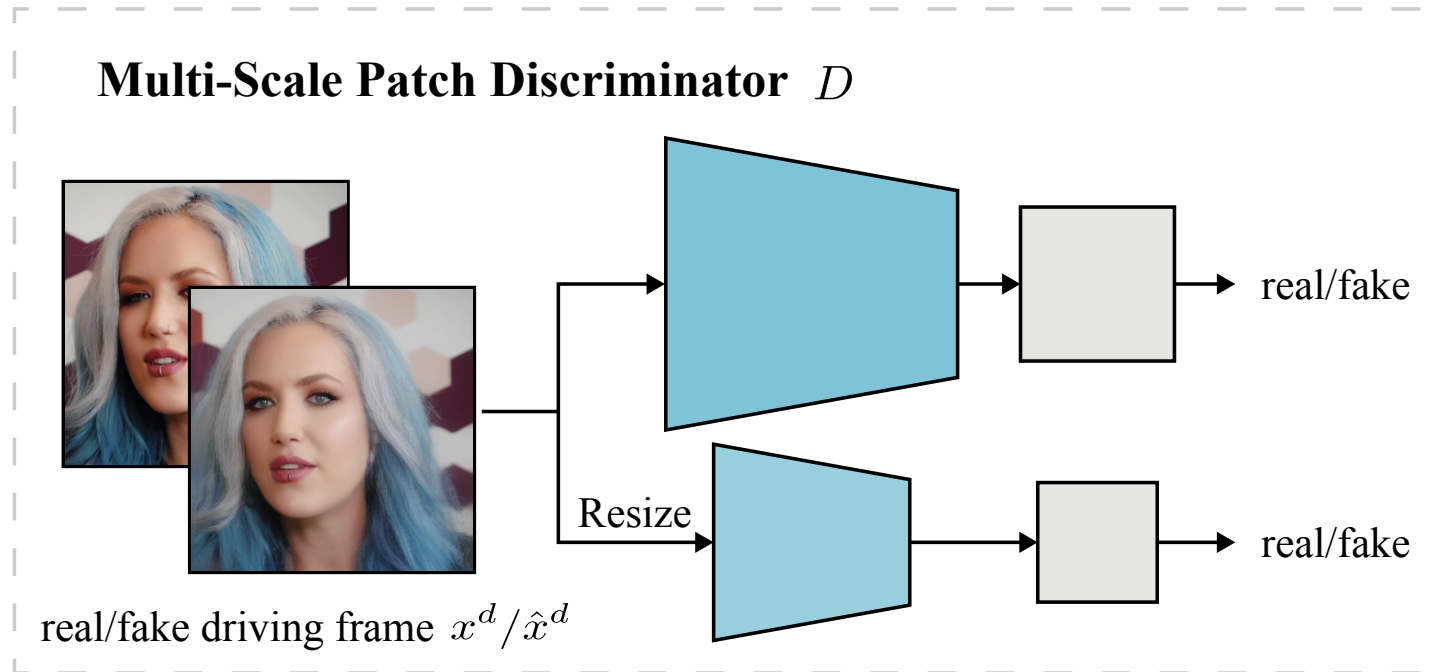 Multi-Scale Patch Discriminator D
real/fake
Resize
real/fake
real/fake driving frame x^d/x̂^d